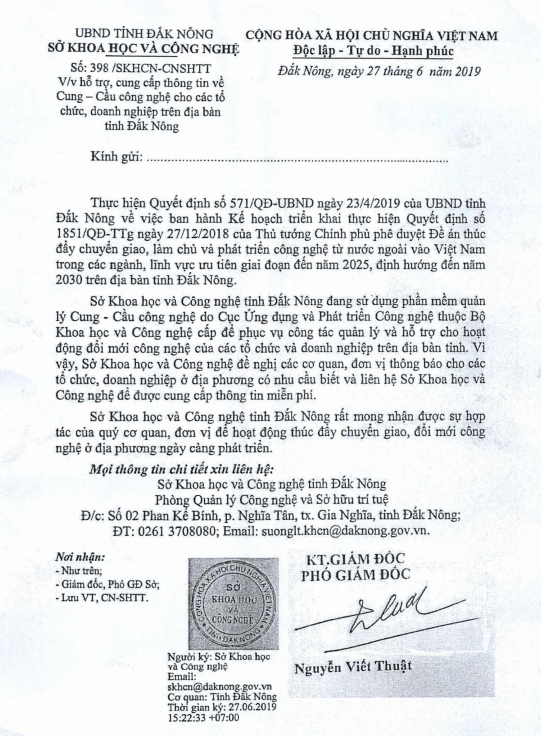 UBND TỈNH ĐẮK NÔNG
SỞ KHOA HỌC VÀ CÔNG NGHỆ
Số: 398 /SKHCN-CNSHTT
V/v hỗ trợ, cung cấp thông tin về
Cung – Cầu công nghệ cho các tổ
chức, doanh nghiệp trên địa bàn
tỉnh Đắk Nông
CỘNG HÒA XÃ HỘI CHỦ NGHĨA VIỆT NAM
Độc lập - Tự do - Hạnh phúc
Đắk Nông, ngày 27 tháng 6 năm 2019
Kính gửi: ....................................................................................
Thực hiện Quyết định số 571/QĐ-UBND ngày 23/4/2019 của UBND tỉnh
Đắk Nông về việc ban hành Kế hoạch triển khai thực hiện Quyết định số
1851/QĐ-TTg ngày 27/12/2018 của Thủ tướng Chính phủ phê duyệt Đề án thúc
đẩy chuyển giao, làm chủ và phát triển công nghệ từ nước ngoài vào Việt Nam
trong các ngành, lĩnh vực ưu tiên giai đoạn đến năm 2025, định hướng đến năm
2030 trên địa bàn tỉnh Đắk Nông.
Sở Khoa học và Công nghệ tỉnh Đắk Nông đang sử dụng phần mềm quản
lý Cung - Cầu công nghệ do Cục Ứng dụng và Phát triển Công nghệ thuộc Bộ
Khoa học và Công nghệ cấp để phục vụ công tác quản lý và hỗ trợ cho hoạt
động đổi mới công nghệ của các tổ chức và doanh nghiệp trên địa bàn tỉnh. Vì
vậy, Sở Khoa học và Công nghệ đề nghị các cơ quan, đơn vị thông báo cho các
tổ chức, doanh nghiệp ở địa phương có nhu cầu biết và liên hệ Sở Khoa học và
Công nghệ để được cung cấp thông tin miễn phí.
Sở Khoa học và Công nghệ tỉnh Đắk Nông rất mong nhận được sự hợp
tác của quý cơ quan, đơn vị để hoạt động thúc đẩy chuyển giao, đổi mới công
nghệ ở địa phương ngày càng phát triển.
Mọi thông tin chi tiết xin liên hệ:
Sở Khoa học và Công nghệ tỉnh Đắk Nông
Phòng Quản lý Công nghệ và Sở hữu trí tuệ
Đ/c: Số 02 Phan Kế Bính, p. Nghĩa Tân, tx. Gia Nghĩa, tỉnh Đắk Nông;
ĐT: 0261 3708080; Email: suonglt.khcn@daknong.gov.vn.
Nơi nhận:
- Như trên;
- Giám đốc, Phó GĐ Sở;
- Lưu VT, CN-SHTT.
CỘNG HÒA XÃ HỘI CHỦ NGHĨA VIỆT NAM
SỞ
KHOA HỌC
VÀ
CÔNG NGHỆ
TỈNH ĐẮK NÔNG
Người ký: Sở Khoa học
và Công nghệ
Email:
skhcn@daknong.gov.vn
Cơ quan: Tỉnh Đắk Nông
Thời gian ký: 27.06.2019
15:22:33 +07:00
KT.GIÁM ĐỐC
PHÓ GIÁM ĐỐC
Nguyễn Viết Thuật